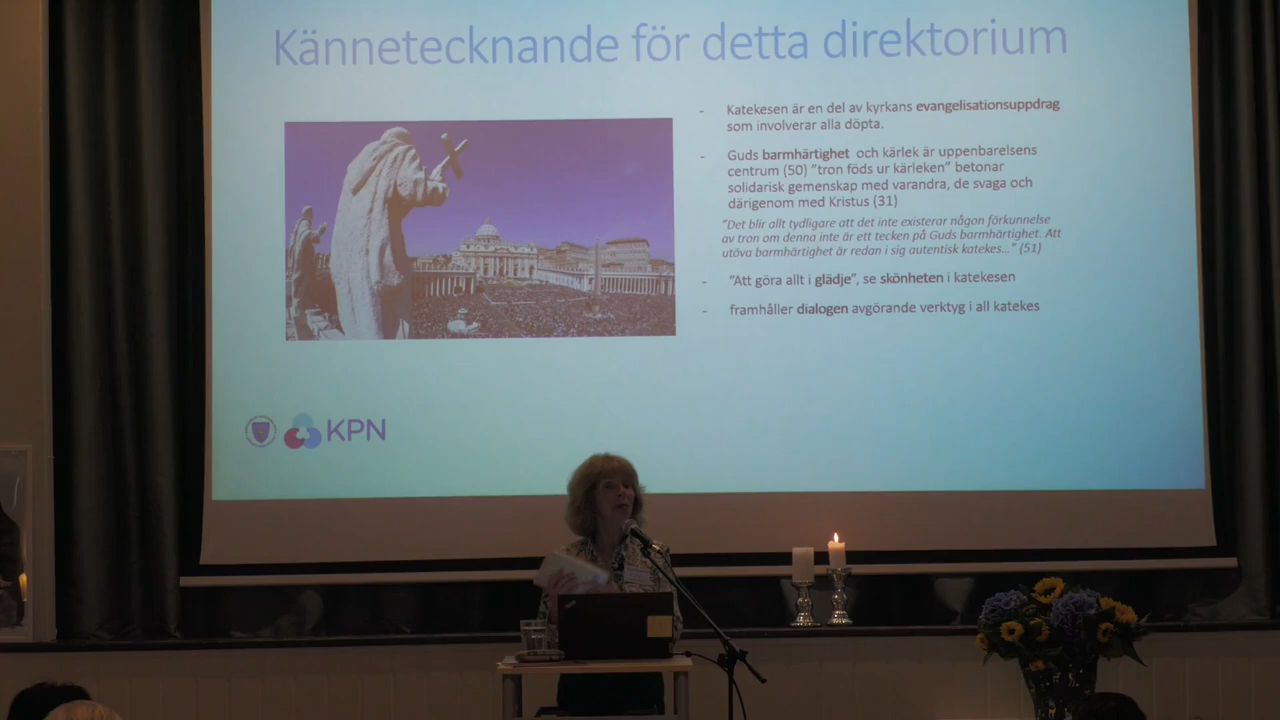 Kännetecknande för detta direktorium
- Katekesen är en del av kyrkans evangelisationsuppdrag
som involverar alla döpta.
- Guds barmhärtighet och kärlek är uppenbarelsens
centrum (50) ”tron föds ur kärleken” betonar
solidarisk gemenskap med varandra, de svaga och
därigenom med Kristus (31)
”Det blir allt tydligare att det inte existerar någon förkunnelse
av tron om denna inte är ett tecken på Guds barmhärtighet. Att
utöva barmhärtighet är redan i sig autentisk katekes...” (51)
- ”Att göra allt i glädje”, se skönheten i katekesen
- framhåller dialogen avgörande verktyg i all katekes
KPN